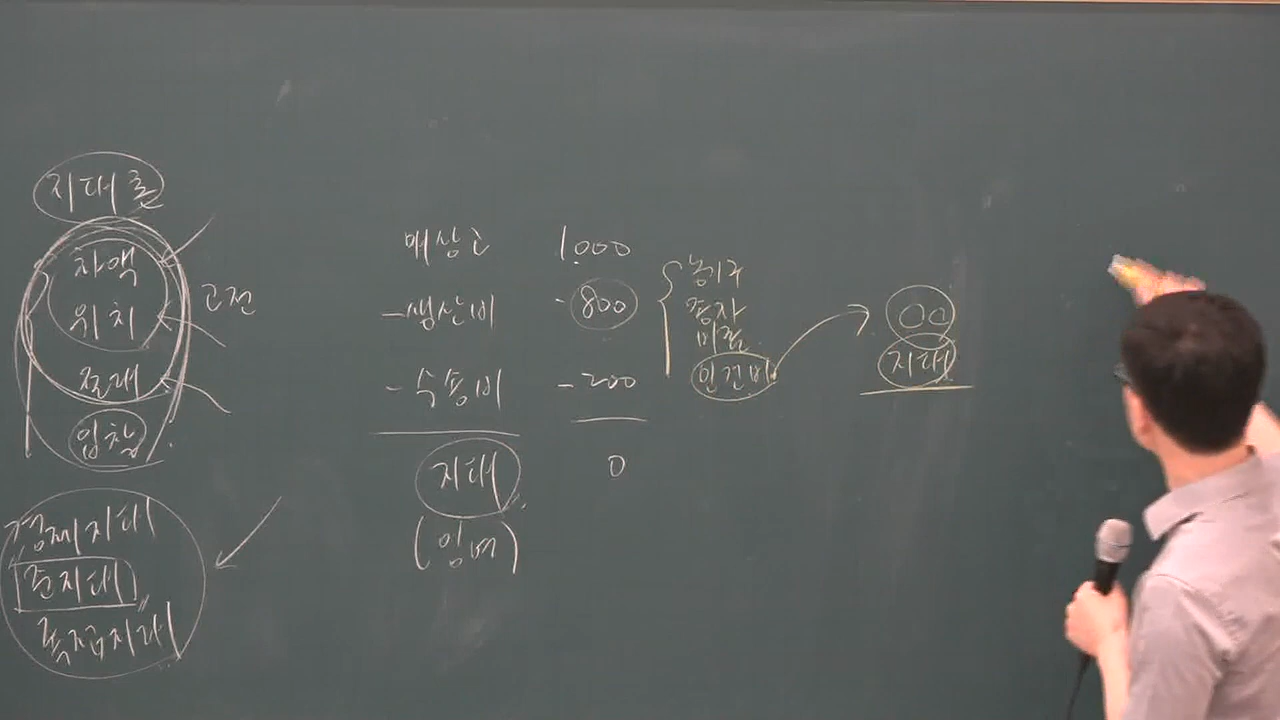 지대론
차액
위치
고전
절대
입찰
경제지대
준지대
독점지대
매상고 1.000
-생산비 -800
-수송비 -200
지대 0
(임대)
농기구
종자
비료
인건비
○○
지대